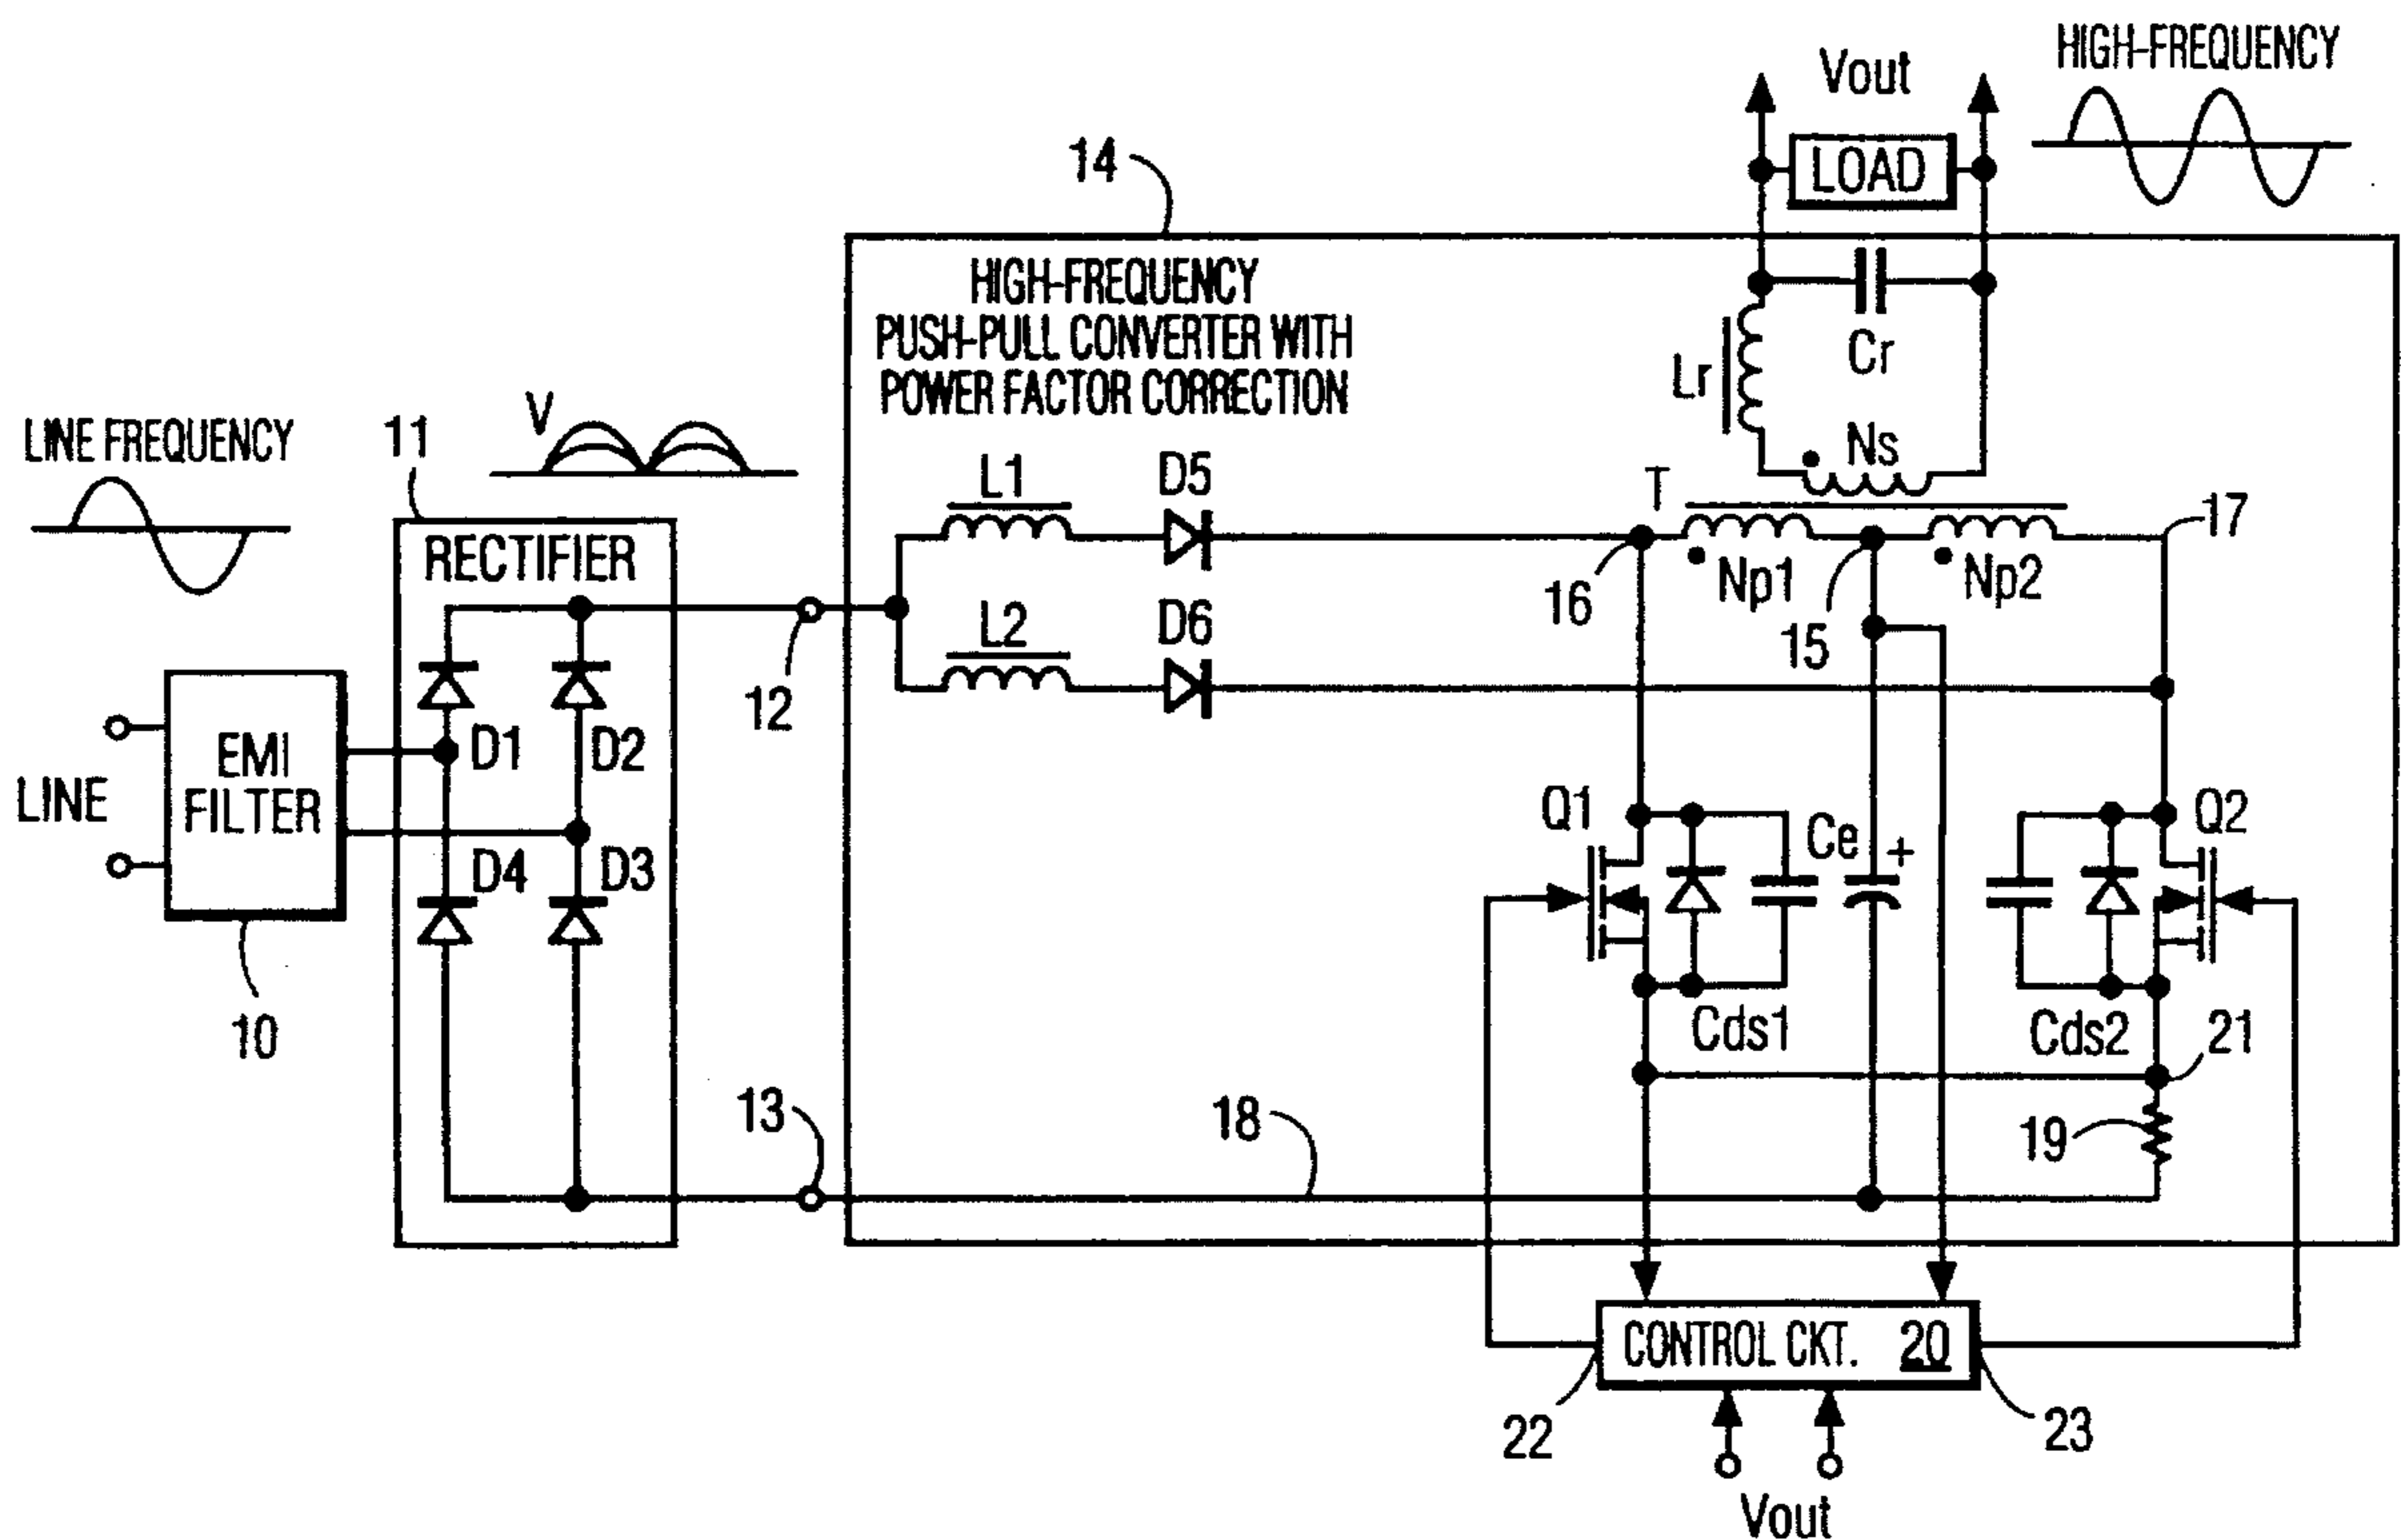 HIGH-FREQUENCY
Vout
LOAD
14
HIGH-FREQUENCY
PUSH-PULL CONVERTER WITH
POWER FACTOR CORRECTION
Cr
Lr
Ns
LINE FREQUENCY
11
V
L1
D5
T
17
RECTIFIER
16
Np1
15
Np2
L2
D6
12
LINE
EMI
FILTER
D1
D2
D4
D3
10
Q1
Ce
+
Q2
Cds1
Cds2
21
13
18
19
CONTROL CKT. 20
22
23
Vout